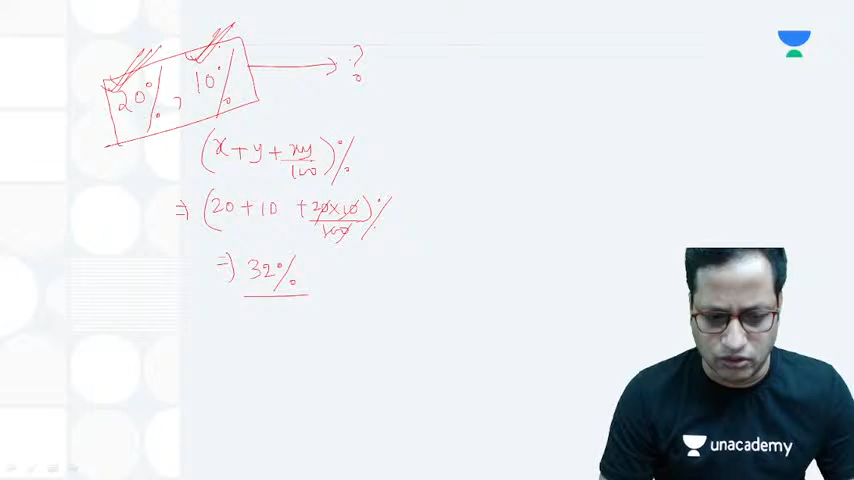 20%, 10% → ?
(x + y + xy/100)%
⇒ (20 + 10 + 20×10/100)%
⇒ 32%
unacademy